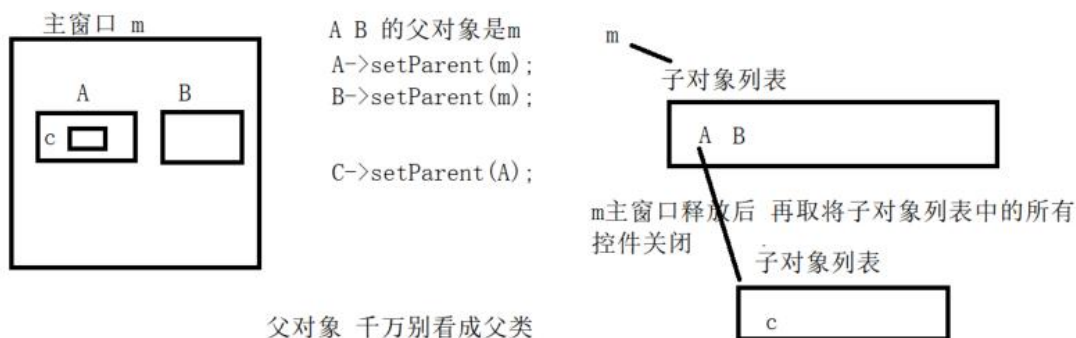 主窗口 m
A B
c
A B 的父对象是m
A->setParent(m);
B->setParent(m);
C->setParent(A);
父对象 千万别看成父类
m
子对象列表
A B
m主窗口释放后 再取将子对象列表中的所有
控件关闭
子对象列表
c